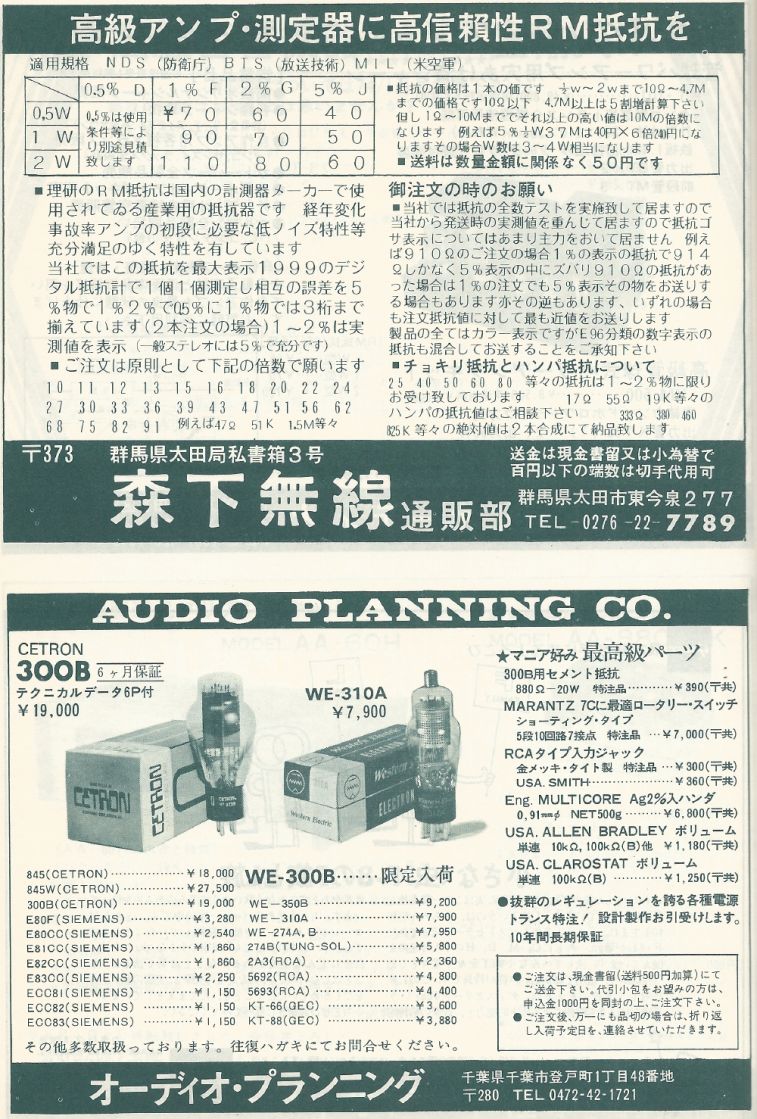 高級アンプ・測定器に高信頼性RM抵抗を
適用規格 NDS (防衛庁) BTS (放送技術) MIL (米空軍)
0.5% D 1% F 2% G 5% J
0.5W 0.5%は使用条件等により別途見積致します ¥70 60 40
1 W 90 70 50
2 W 110 80 60
■抵抗の価格は1本の価です ½w〜2wまで10Ω〜4.7M
までの価格です10Ω以下 4.7M以上は5割増計算下さい
但し1Ω〜10Mまででそれ以上の高い値は10Mの倍数に
なります 例えば5%½W37Mは40円×6倍240円にな
りますその場合W数は3〜4W相当になります
■送料は数量金額に関係なく50円です
■理研のRM抵抗は国内の計測器メーカーで使
用されてゐる産業用の抵抗器です 経年変化
事故率アンプの初段に必要な低ノイズ特性等
充分満足のゆく特性を有しています
当社ではこの抵抗を最大表示1999のデジ
タル抵抗計で1個1個測定し相互の誤差を5
%物で1%2%で0.5%に1%物では3桁まで
揃えています(2本注文の場合)1〜2%は実
測値を表示 (一般ステレオには5%で充分です)
■ご注文は原則として下記の倍数で願います
10 11 12 13 15 16 18 20 22 24
27 30 33 36 39 43 47 51 56 62
68 75 82 91 例えば47Ω 51K 1.5M等々
御注文の時のお願い
■当社では抵抗の全数テストを実施致して居ますので
当社から発送時の実測値を重んじて居ますので抵抗ゴ
サ表示についてはあまり主力をおいて居ません 例え
ば910Ωのご注文の場合1%の表示の抵抗で914
Ωしかなく5%表示の中にズバリ910Ωの抵抗があ
った場合は1%の注文でも5%表示その物をお送りす
る場合もあります亦その逆もあります、いずれの場合
も注文抵抗値に対して最も近値をお送りします
製品の全てはカラー表示ですがE96分類の数字表示の
抵抗も混合してお送することをご承知下さい
■チョキリ抵抗とハンパ抵抗について
25 40 50 60 80 等々の抵抗は1〜2%物に限り
お受け致しております 17Ω 55Ω 19K等々の
ハンパの抵抗値はご相談下さい 333Ω 380 460
825K等々の絶対値は2本合成にて納品致します
〒373 群馬県太田局私書箱3号
送金は現金書留又は小為替で
百円以下の端数は切手代用可
森下無線通販部
群馬県太田市東今泉277
TEL-0276-22-7789
AUDIO PLANNING CO.
CETRON
300B 6ヶ月保証
テクニカルデータ6P付
¥19,000
WE-310A
¥7,900
CETRON
CETRON
Western Electric
Western
ELECTRON
845(CETRON)………¥18,000
845W(CETRON)………¥27,500
300B(CETRON)………¥19,000
E80F(SIEMENS)………¥3,280
E80CC(SIEMENS)………¥2,540
E81CC(SIEMENS)………¥1,860
E82CC(SIEMENS)………¥1,860
E83CC(SIEMENS)………¥2,250
ECC81(SIEMENS)………¥1,150
ECC82(SIEMENS)………¥1,150
ECC83(SIEMENS)………¥1,150
WE-300B……限定入荷
WE-350B………¥9,200
WE-310A………¥7,900
WE-274A, B………¥7,950
274B(TUNG-SOL)………¥5,800
2A3(RCA)………¥2,360
5692(RCA)………¥4,800
5693(RCA)………¥4,400
KT-66(GEC)………¥3,600
KT-88(GEC)………¥3,880
その他多数取扱っております。往復ハガキにてお問合せください。
★マニア好み 最高級パーツ
300B用セメント抵抗
880Ω-20W 特注品………¥390(〒共)
MARANTZ 7Cに最適ロータリー・スイッチ
ショーティング・タイプ
5段10回路7接点 特注品…¥7,000(〒共)
RCAタイプ入力ジャック
金メッキ・タイト製 特注品…¥300(〒共)
USA. SMITH………¥360(〒共)
Eng. MULTICORE Ag2%入ハンダ
0,91mmφ NET500g………¥6,800(〒共)
USA. ALLEN BRADLEY ボリューム
単連 10kΩ, 100kΩ(B)他 ¥1,180(〒共)
USA. CLAROSTAT ボリューム
単連 100kΩ(B)………¥1,250(〒共)
●抜群のレギュレーションを誇る各種電源
トランス特注! 設計製作お引受けします。
10年間長期保証
●ご注文は、現金書留(送料500円加算)にて
ご送金下さい。代引小包をお望みの方は、
申込金1000円を同封の上、ご注文下さい。
●ご注文後、万一にも品切の場合は、折り返
し入荷予定日を、連絡させていただきます。
オーディオ・プランニング
千葉県千葉市登戸町1丁目48番地
〒280 TEL 0472-42-1721